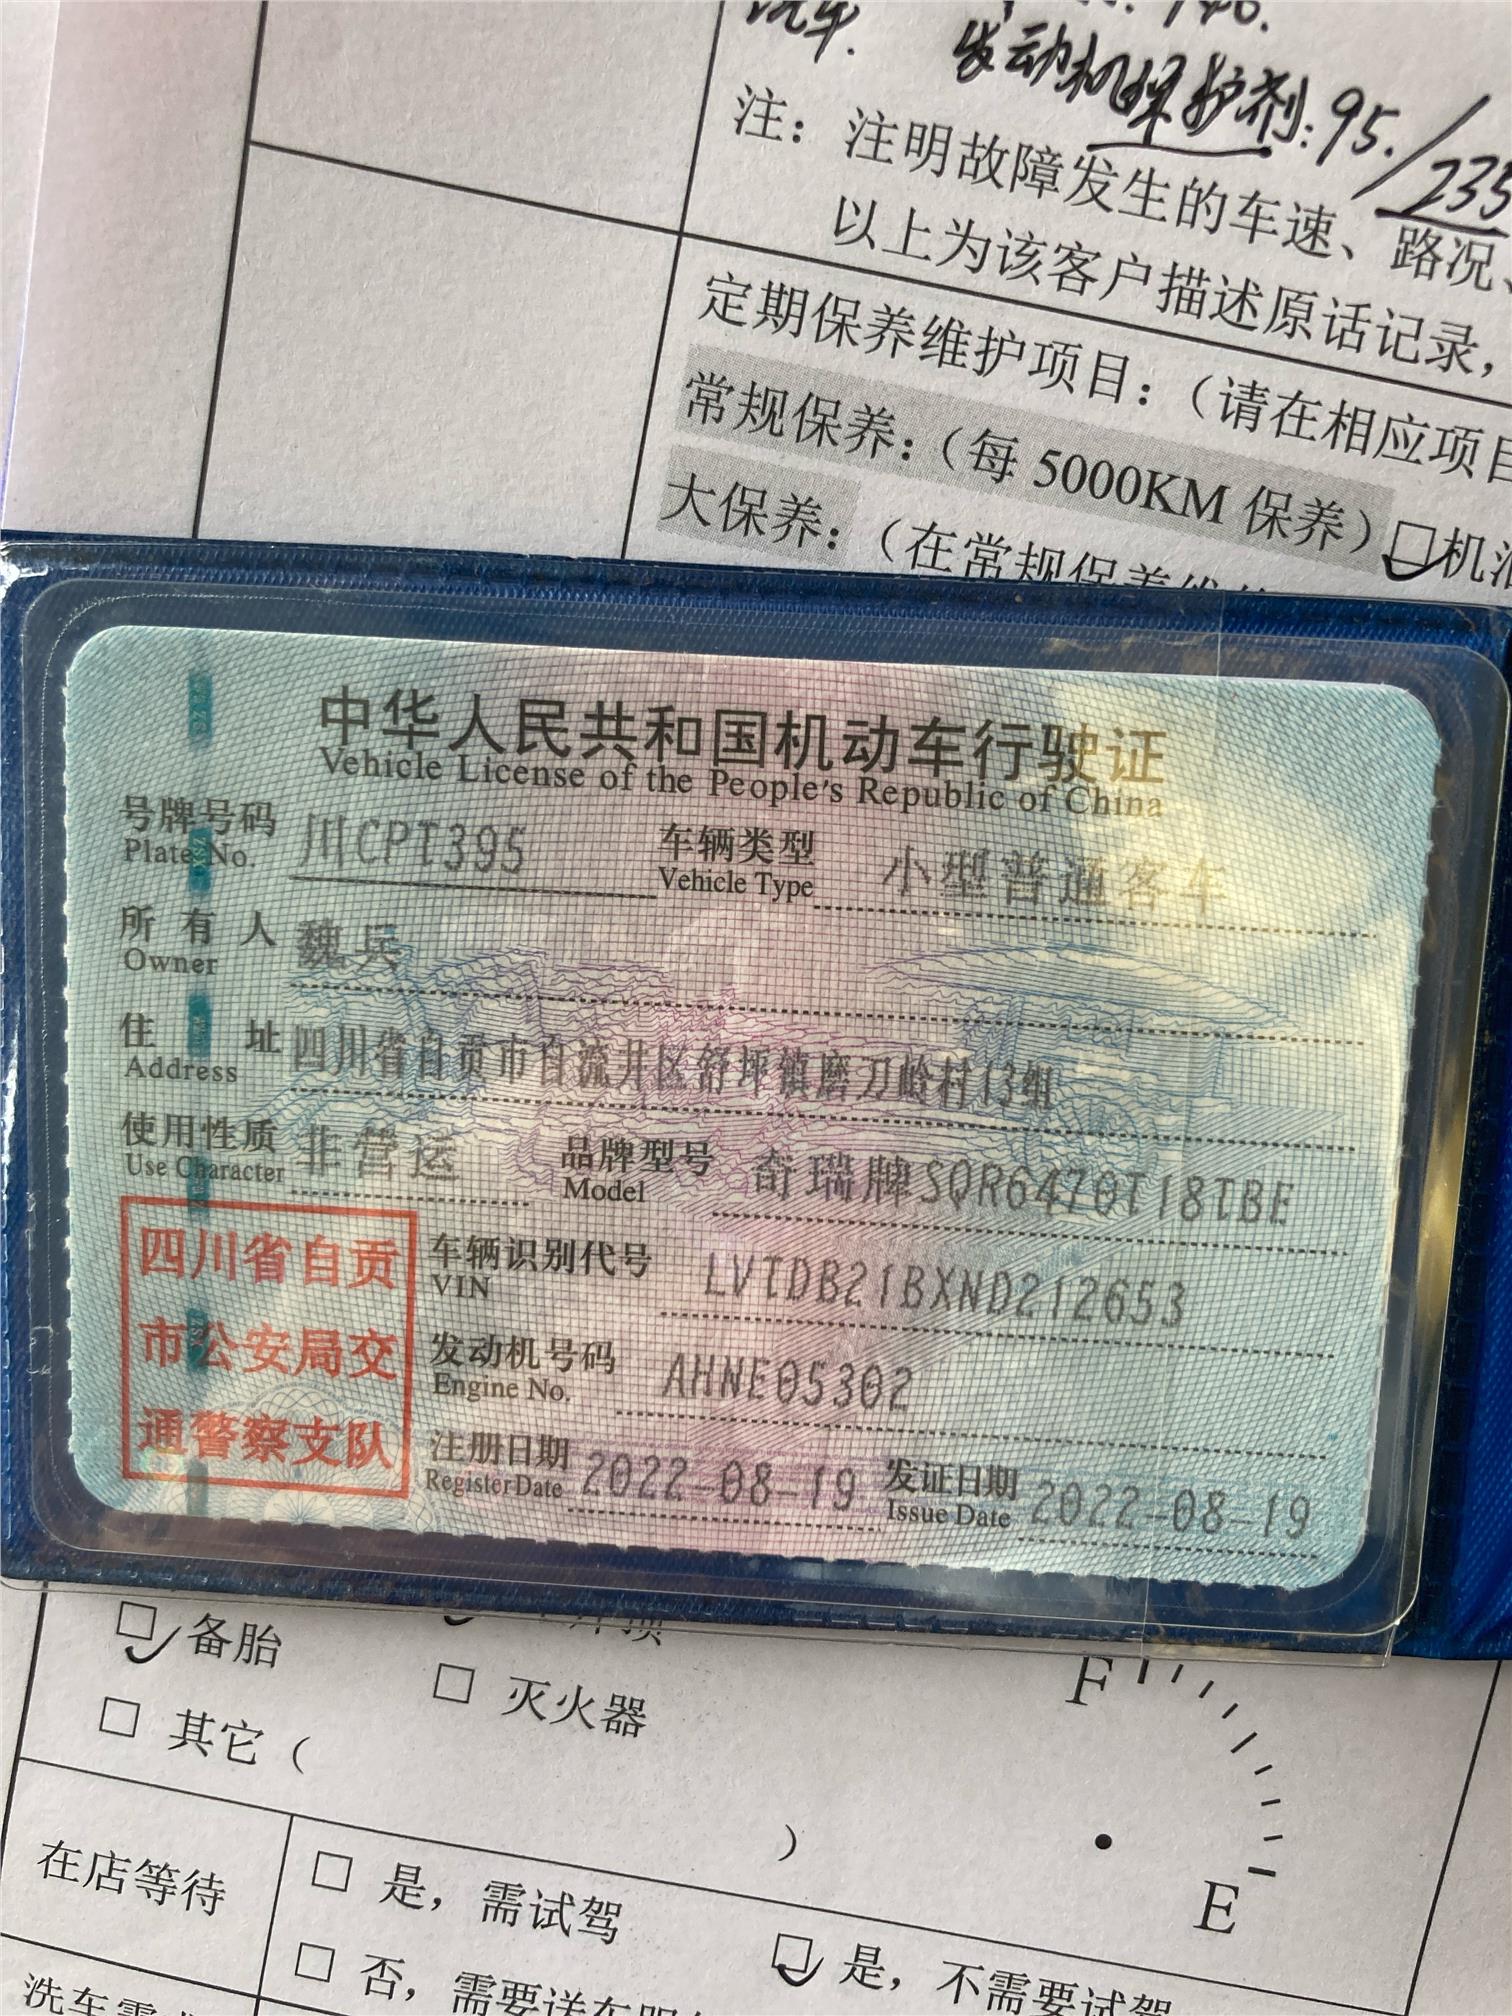 洗车.
发动机保护剂:95./235
注：注明故障发生的车速、路况、
以上为该客户描述原话记录，
定期保养维护项目：（请在相应项目
常规保养：（每 5000KM 保养）□机油
大保养：（在常规保养
中华人民共和国机动车行驶证
Vehicle License of the People's Republic of China
号牌号码 川CPT395 车辆类型 小型普通客车
Plate No. Vehicle Type
所有人 魏兵
Owner
住址 四川省自贡市自流井区舒坪镇磨刀岭村13组
Address
使用性质 非营运 品牌型号 奇瑞牌SQR6470T18TBE
Use Character Model
四川省自贡
市公安局交
通警察支队
车辆识别代号 LVTDB21BXND212653
VIN
发动机号码 AHNE05302
Engine No.
注册日期 2022-08-19 发证日期 2022-08-19
Register Date Issue Date
□ 备胎
□ 灭火器
□ 其它（ ）
F
E
在店等待
□ 是，需试驾
□ 是，不需要试驾
□ 否，需要送车
洗车需